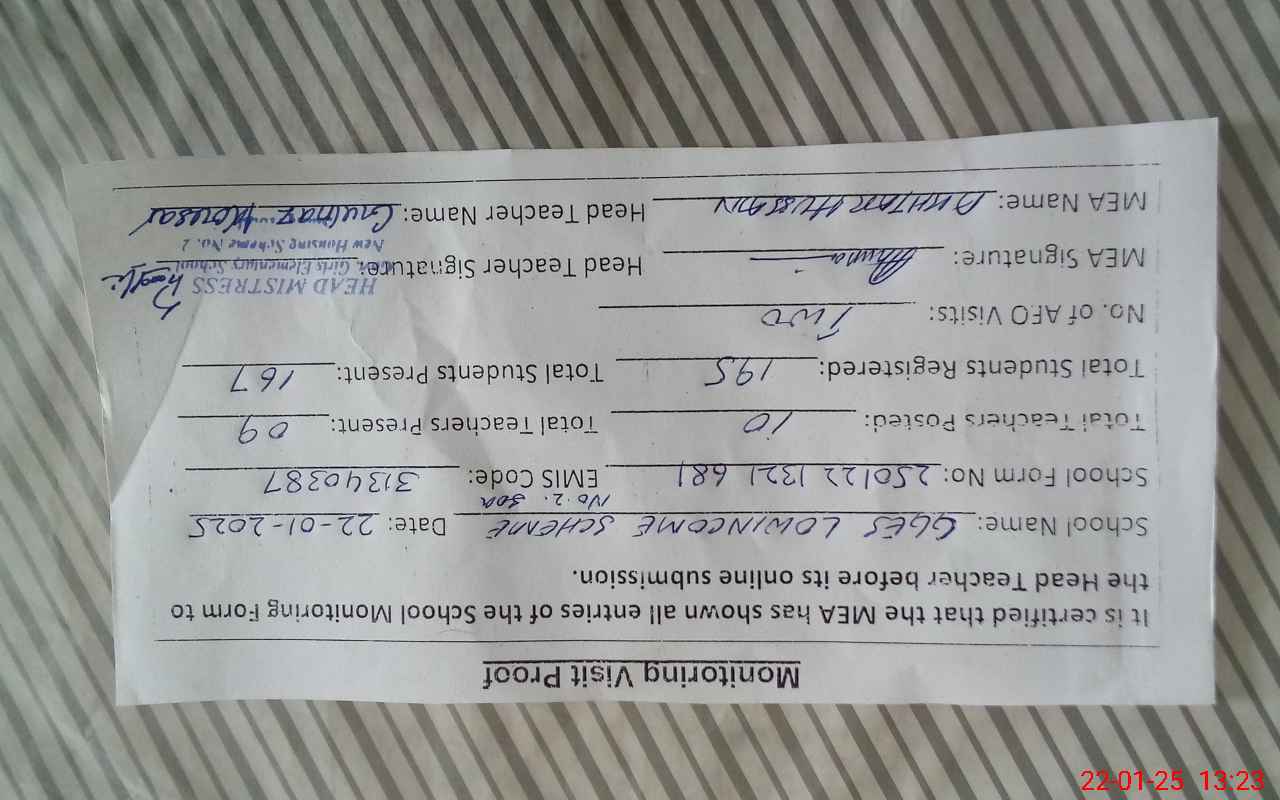 Monitoring Visit Proof
It is certified that the MEA has shown all entries of the School Monitoring Form to
the Head Teacher before its online submission.
School Name: GGES LOWINCOME SCHEME Date: 22-01-2025
No. 2.
School Form No: 250122 1321 681 EMIS Code: 31340387
Total Teachers Posted: 10 Total Teachers Present: 09
Total Students Registered: 195 Total Students Present: 167
No. of AEO Visits: Two
HEAD MISTRESS
MEA Signature: Head Teacher Signature:
Girls Elementary School
New Housing Scheme No. 2,
MEA Name: AKHTAR HUSSAIN Head Teacher Name: Gulnaz Kousar
22-01-25 13:23